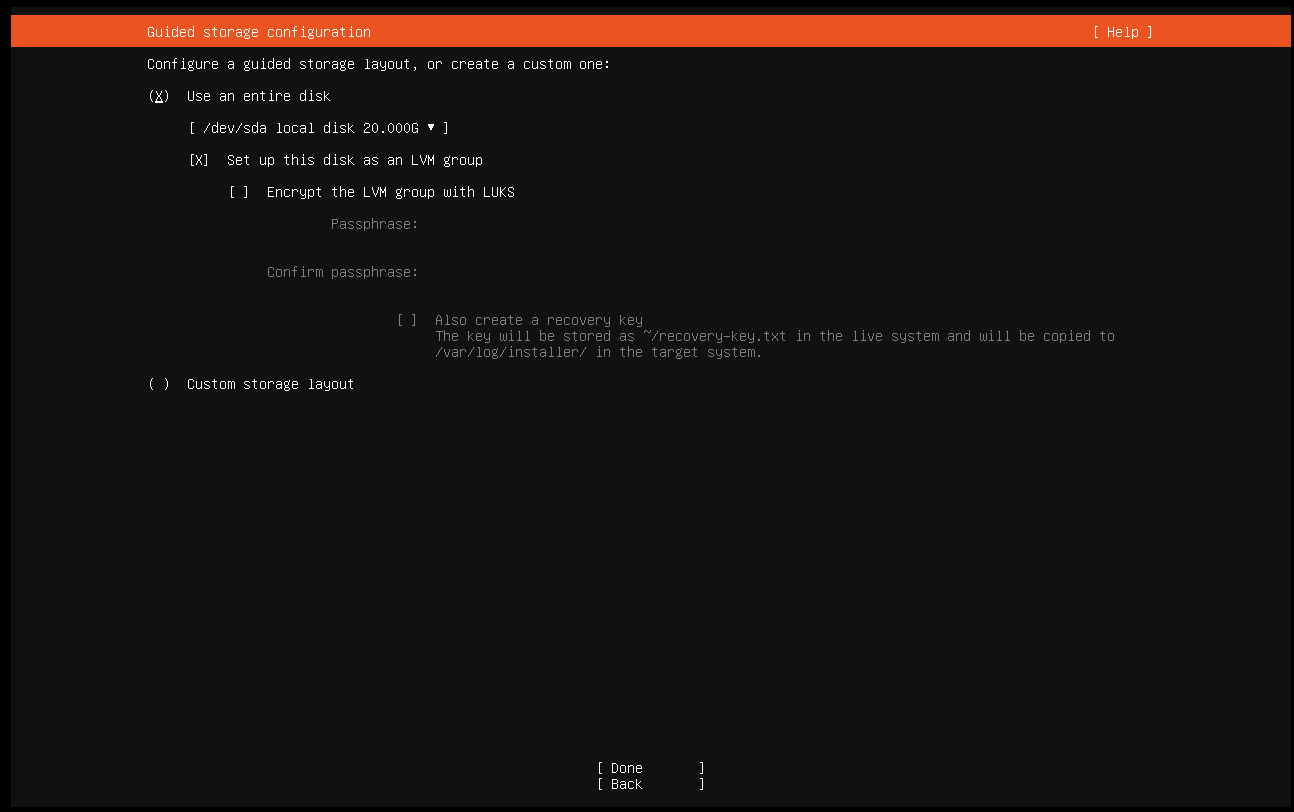 Guided storage configuration [ Help ]
Configure a guided storage layout, or create a custom one:
(X) Use an entire disk
[ /dev/sda local disk 20.000G ▾ ]
[X] Set up this disk as an LVM group
[ ] Encrypt the LVM group with LUKS
Passphrase:
Confirm passphrase:
[ ] Also create a recovery key
The key will be stored as ~/recovery-key.txt in the live system and will be copied to
/var/log/installer/ in the target system.
( ) Custom storage layout
[ Done ]
[ Back ]